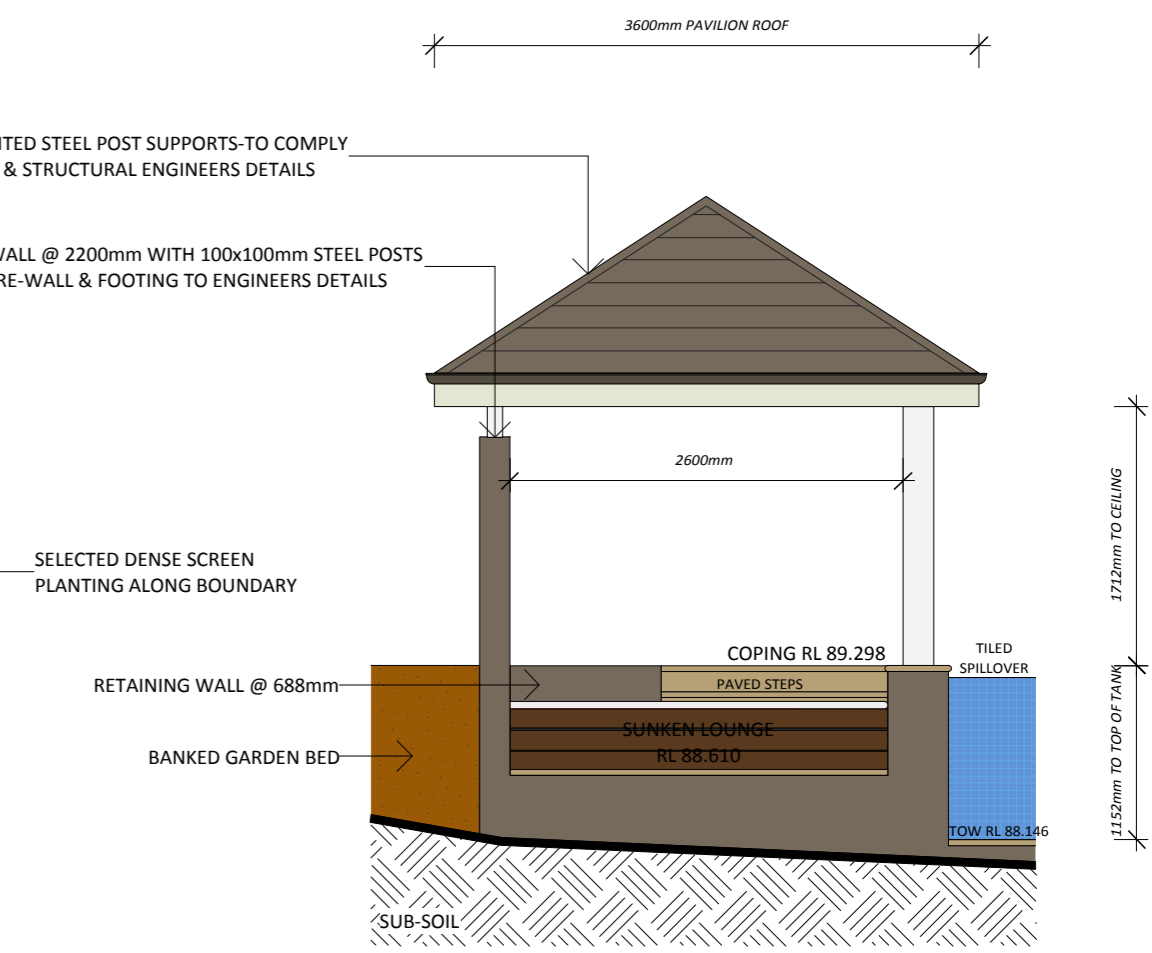 3600mm PAVILION ROOF
STEEL POST SUPPORTS-TO COMPLY
& STRUCTURAL ENGINEERS DETAILS
WALL @ 2200mm WITH 100x100mm STEEL POSTS
RE-WALL & FOOTING TO ENGINEERS DETAILS
2600mm
1712mm TO CEILING
SELECTED DENSE SCREEN
PLANTING ALONG BOUNDARY
COPING RL 89.298
TILED
SPILLOVER
RETAINING WALL @ 688mm
PAVED STEPS
SUNKEN LOUNGE
RL 88.610
BANKED GARDEN BED
1152mm TO TOP OF TANK
TOW RL 88.146
SUB-SOIL